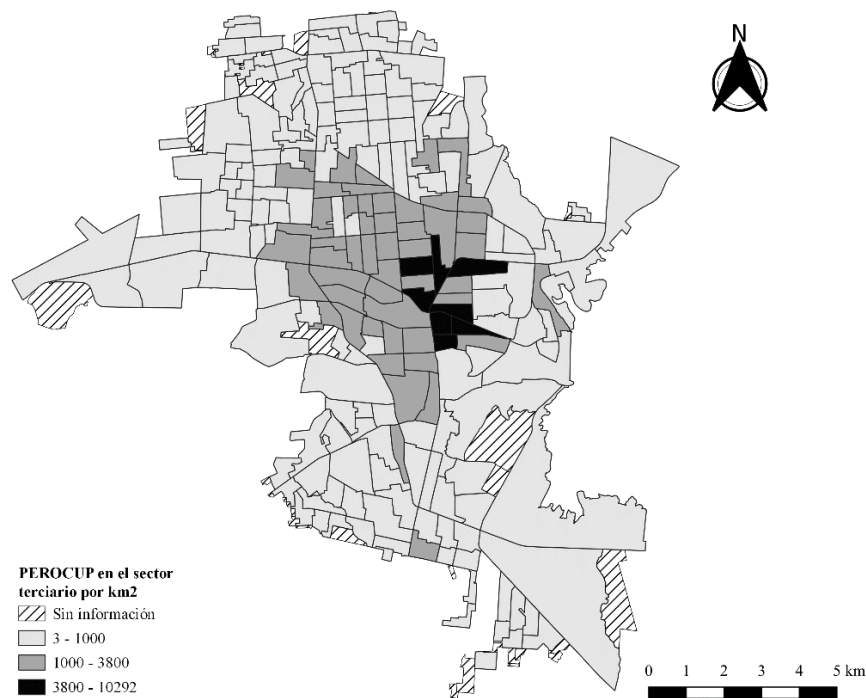 N
PEROCUP en el sector
terciario por km2
Sin información
3 - 1000
1000 - 3800
3800 - 10292
0 1 2 3 4 5 km